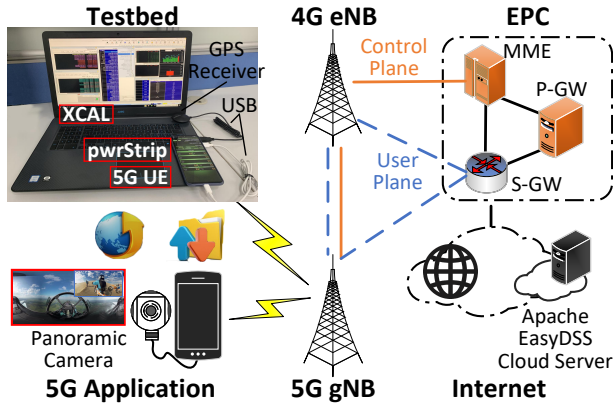 Testbed
4G eNB
EPC
GPS
Receiver
USB
XCAL
pwrStrip
5G UE
Control
Plane
MME
P-GW
User
Plane
S-GW
Panoramic
Camera
Apache
EasyDSS
Cloud Server
5G Application
5G gNB
Internet